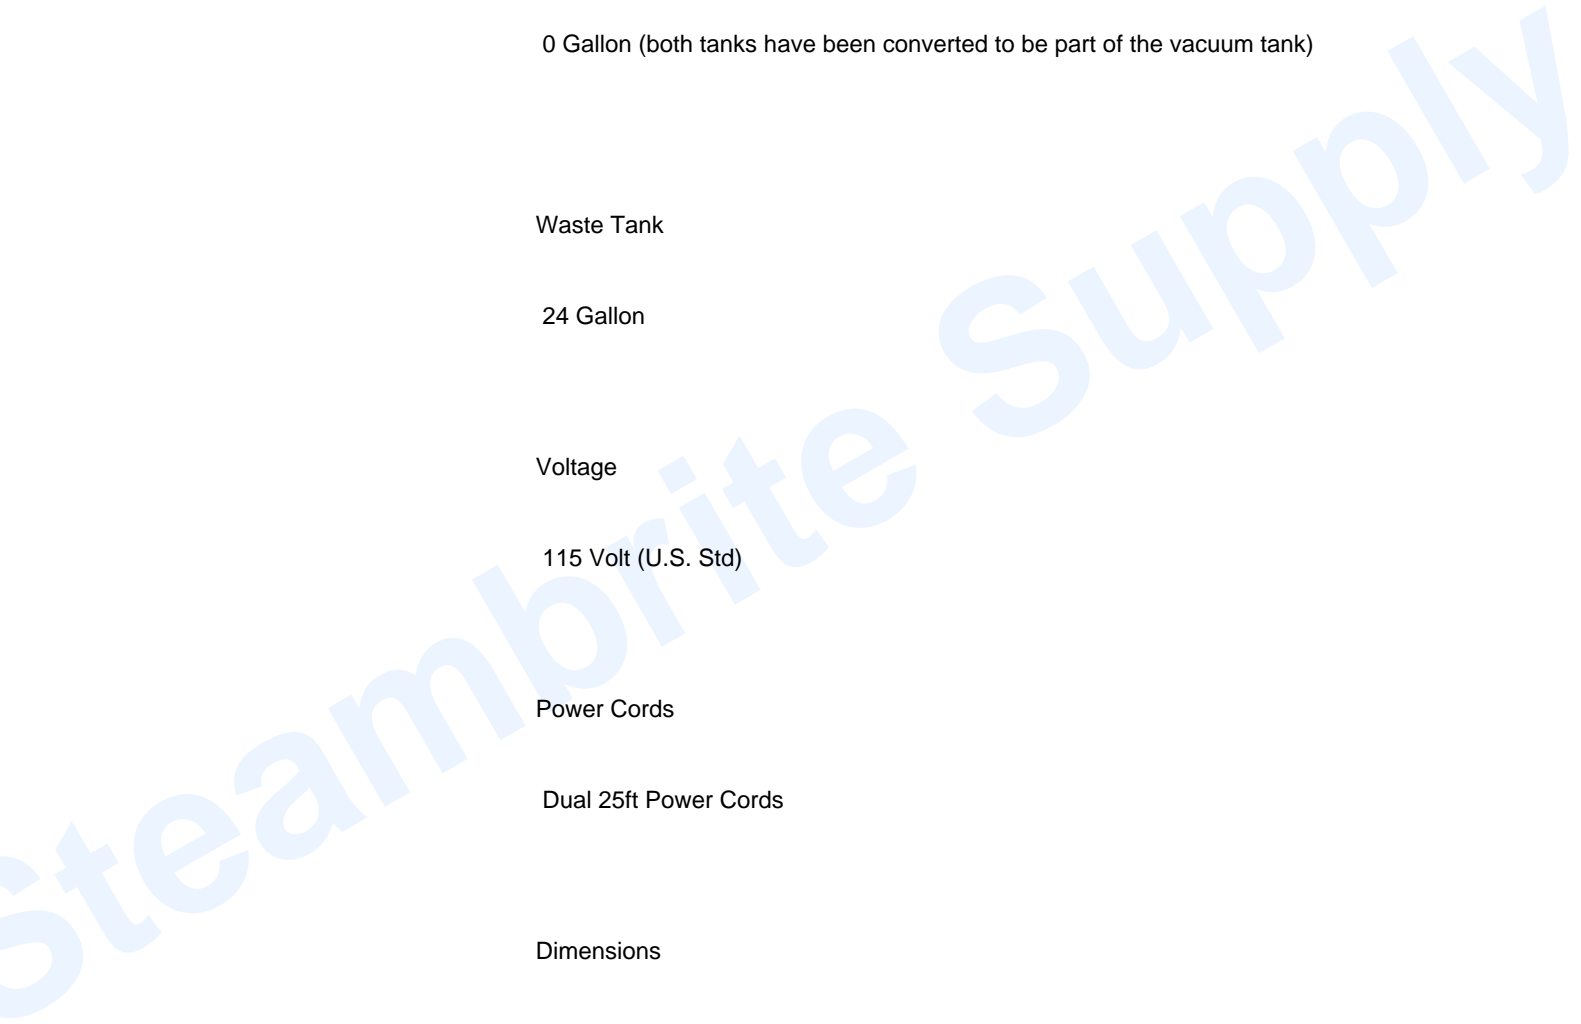 0 Gallon (both tanks have been converted to be part of the vacuum tank)
Waste Tank
24 Gallon
Voltage
115 Volt (U.S. Std)
Power Cords
Dual 25ft Power Cords
Dimensions
Steambrite Supply